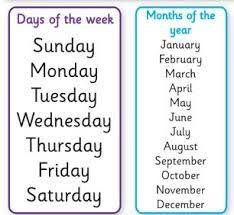 Days of the week
Sunday
Monday
Tuesday
Wednesday
Thursday
Friday
Saturday
Months of the
year
January
February
March
April
May
June
July
August
September
October
November
December